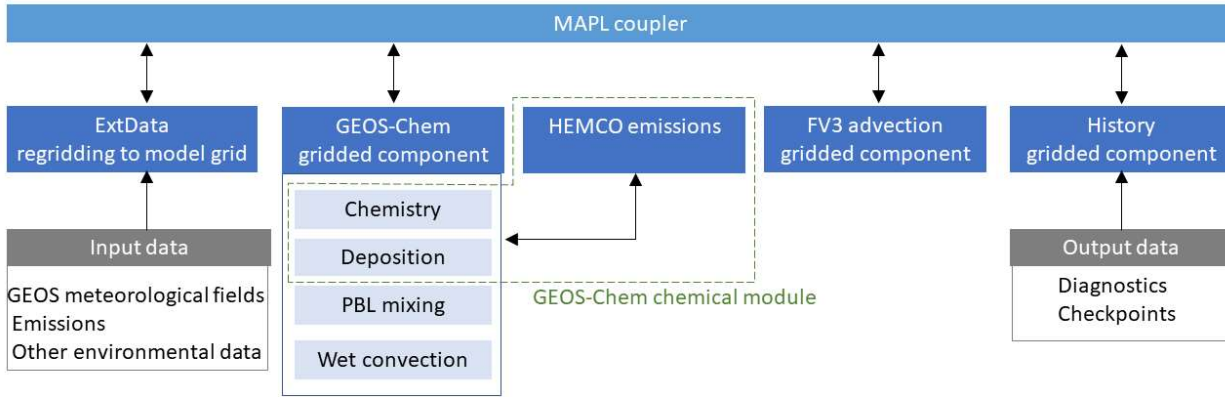 MAPL coupler
ExtData
regridding to model grid
GEOS-Chem
gridded component
HEMCO emissions
FV3 advection
gridded component
History
gridded component
Chemistry
Deposition
PBL mixing
Wet convection
GEOS-Chem chemical module
Input data
GEOS meteorological fields
Emissions
Other environmental data
Output data
Diagnostics
Checkpoints